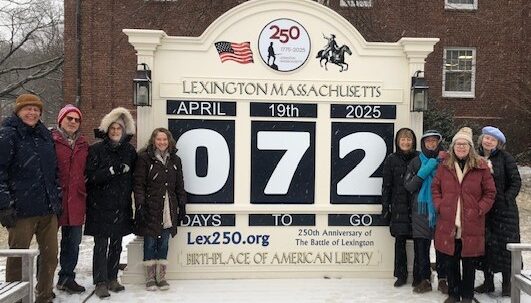 250
1775-2025
LEXINGTON MASSACHUSETTS
APRIL 19th 2025
072
DAYS TO GO
Lex250.org
250th Anniversary of
The Battle of Lexington
BIRTHPLACE OF AMERICAN LIBERTY